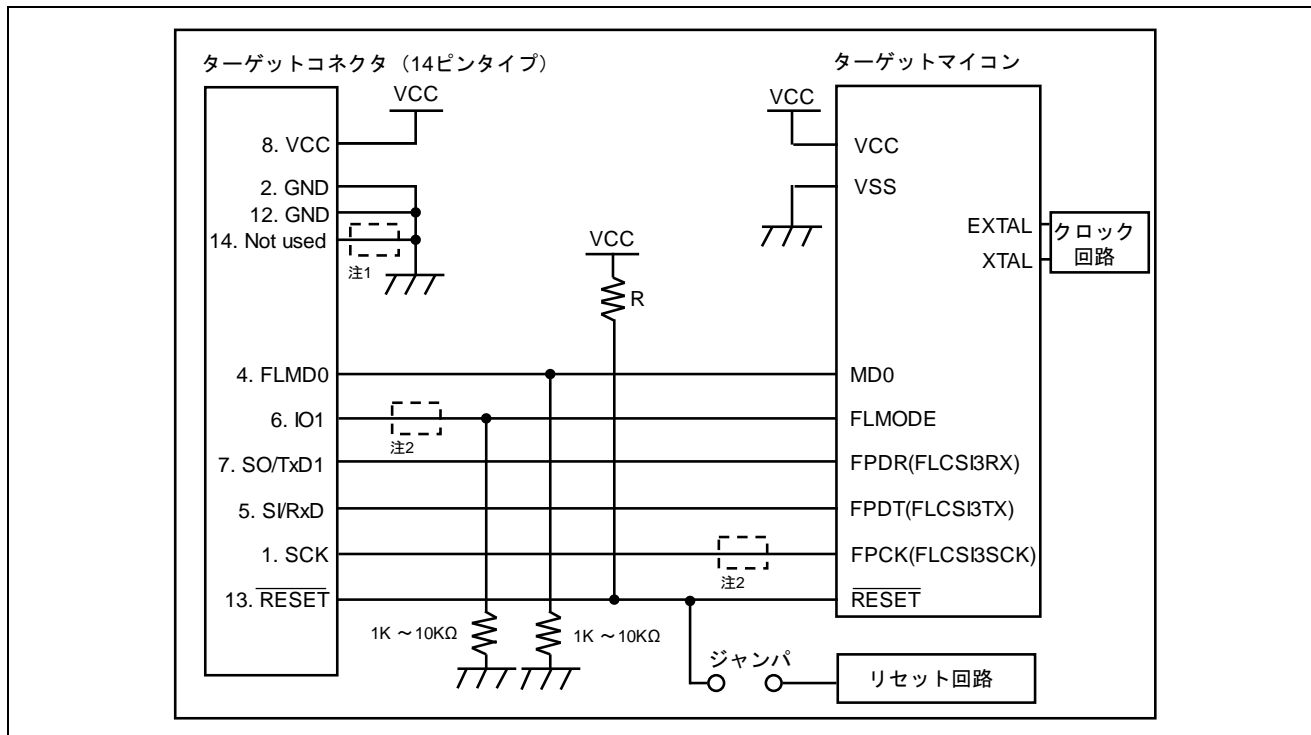 ターゲットコネクタ（14ピンタイプ）
ターゲットマイコン
VCC
VCC
8. VCC
VCC
2. GND
VSS
12. GND
14. Not used
注1
VCC
EXTAL
XTAL
クロック
回路
R
4. FLMD0
MD0
6. IO1
注2
FLMODE
7. SO/TxD1
FPDR(FLCSI3RX)
5. SI/RxD
FPDT(FLCSI3TX)
1. SCK
注2
FPCK(FLCSI3SCK)
13. RESET
RESET
1K ～10KΩ
1K ～10KΩ
ジャンパ
リセット回路